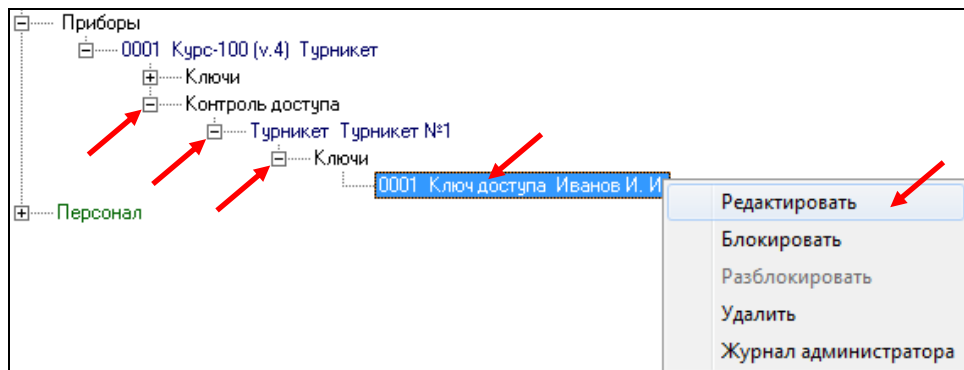 Приборы
0001 Курс-100 (v.4) Турникет
Ключи
Контроль доступа
Турникет Турникет №1
Ключи
0001 Ключ доступа Иванов И. И
Персонал
Редактировать
Блокировать
Разблокировать
Удалить
Журнал администратора